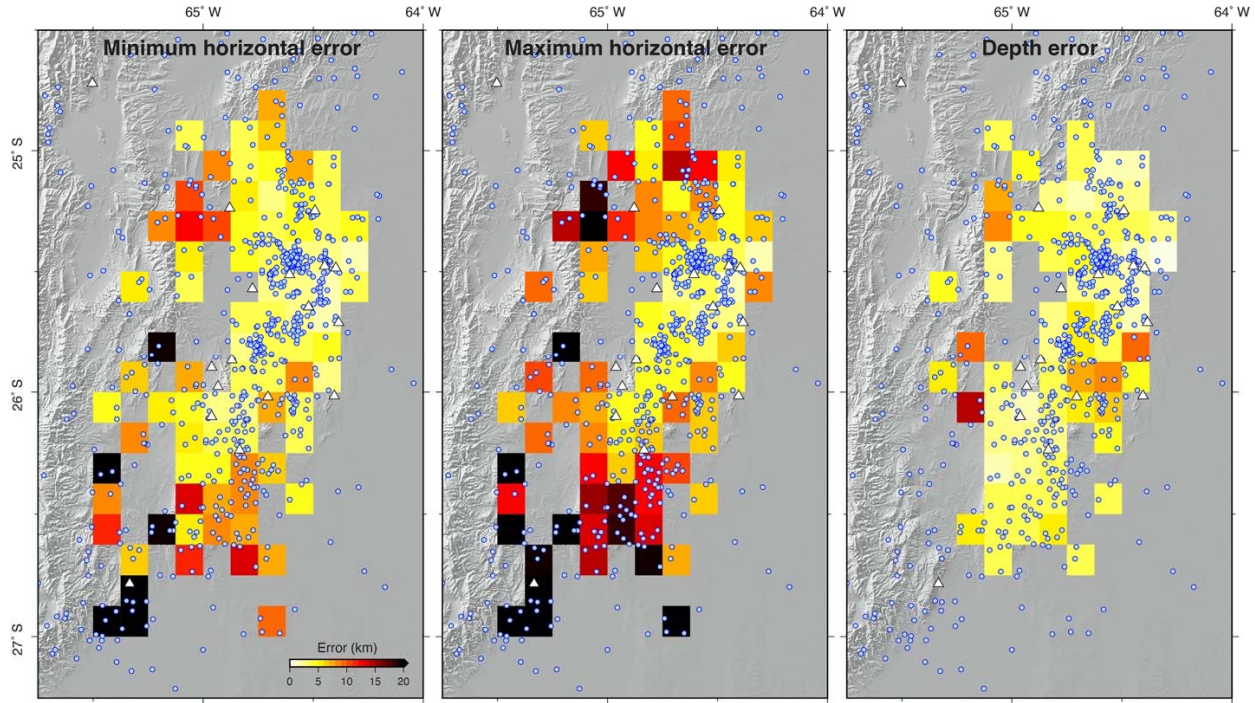 65° W 64° W 65° W 64° W 65° W 64° W
Minimum horizontal error Maximum horizontal error Depth error
25° S
26° S
27° S
Error (km)
0 5 10 15 20